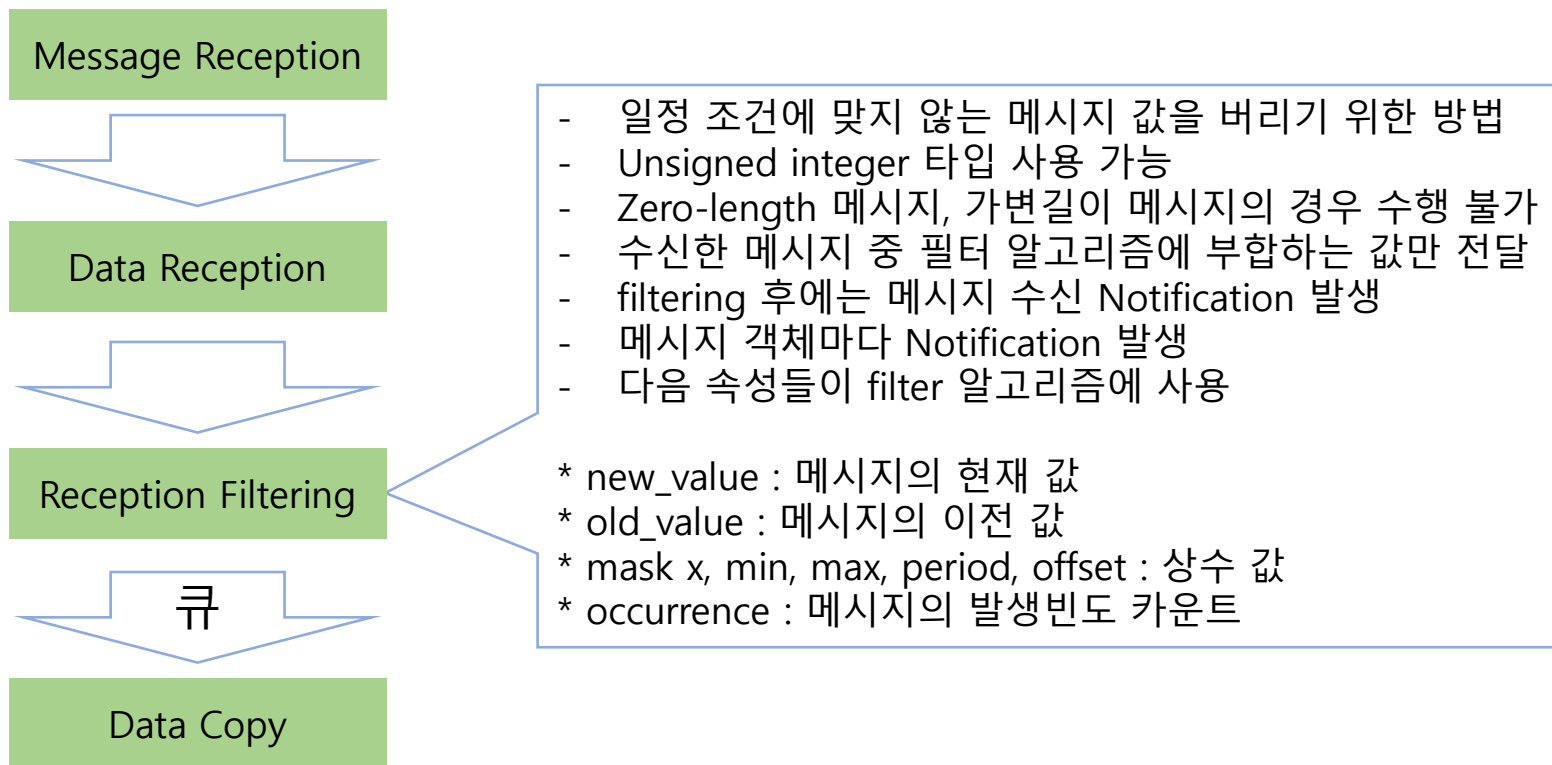 Message Reception
Data Reception
Reception Filtering
큐
Data Copy
- 일정 조건에 맞지 않는 메시지 값을 버리기 위한 방법
- Unsigned integer 타입 사용 가능
- Zero-length 메시지, 가변길이 메시지의 경우 수행 불가
- 수신한 메시지 중 필터 알고리즘에 부합하는 값만 전달
- filtering 후에는 메시지 수신 Notification 발생
- 메시지 객체마다 Notification 발생
- 다음 속성들이 filter 알고리즘에 사용
* new_value : 메시지의 현재 값
* old_value : 메시지의 이전 값
* mask x, min, max, period, offset : 상수 값
* occurrence : 메시지의 발생빈도 카운트